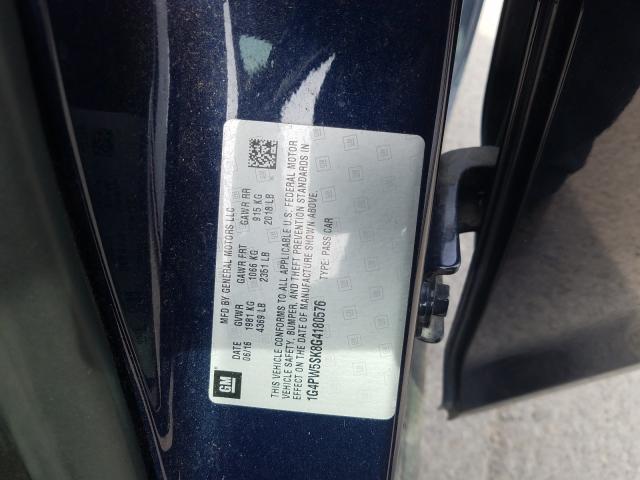 GM
MFD BY GENERAL MOTORS LLC
DATE GVWR GAWR FRT GAWR RR
06/16 1981 KG 1066 KG 915 KG
4369 LB 2351 LB 2018 LB
THIS VEHICLE CONFORMS TO ALL APPLICABLE U.S. FEDERAL MOTOR
VEHICLE SAFETY, BUMPER, AND THEFT PREVENTION STANDARDS IN
EFFECT ON THE DATE OF MANUFACTURE SHOWN ABOVE.
1G4PW5SK8G4180576 TYPE: PASS CAR